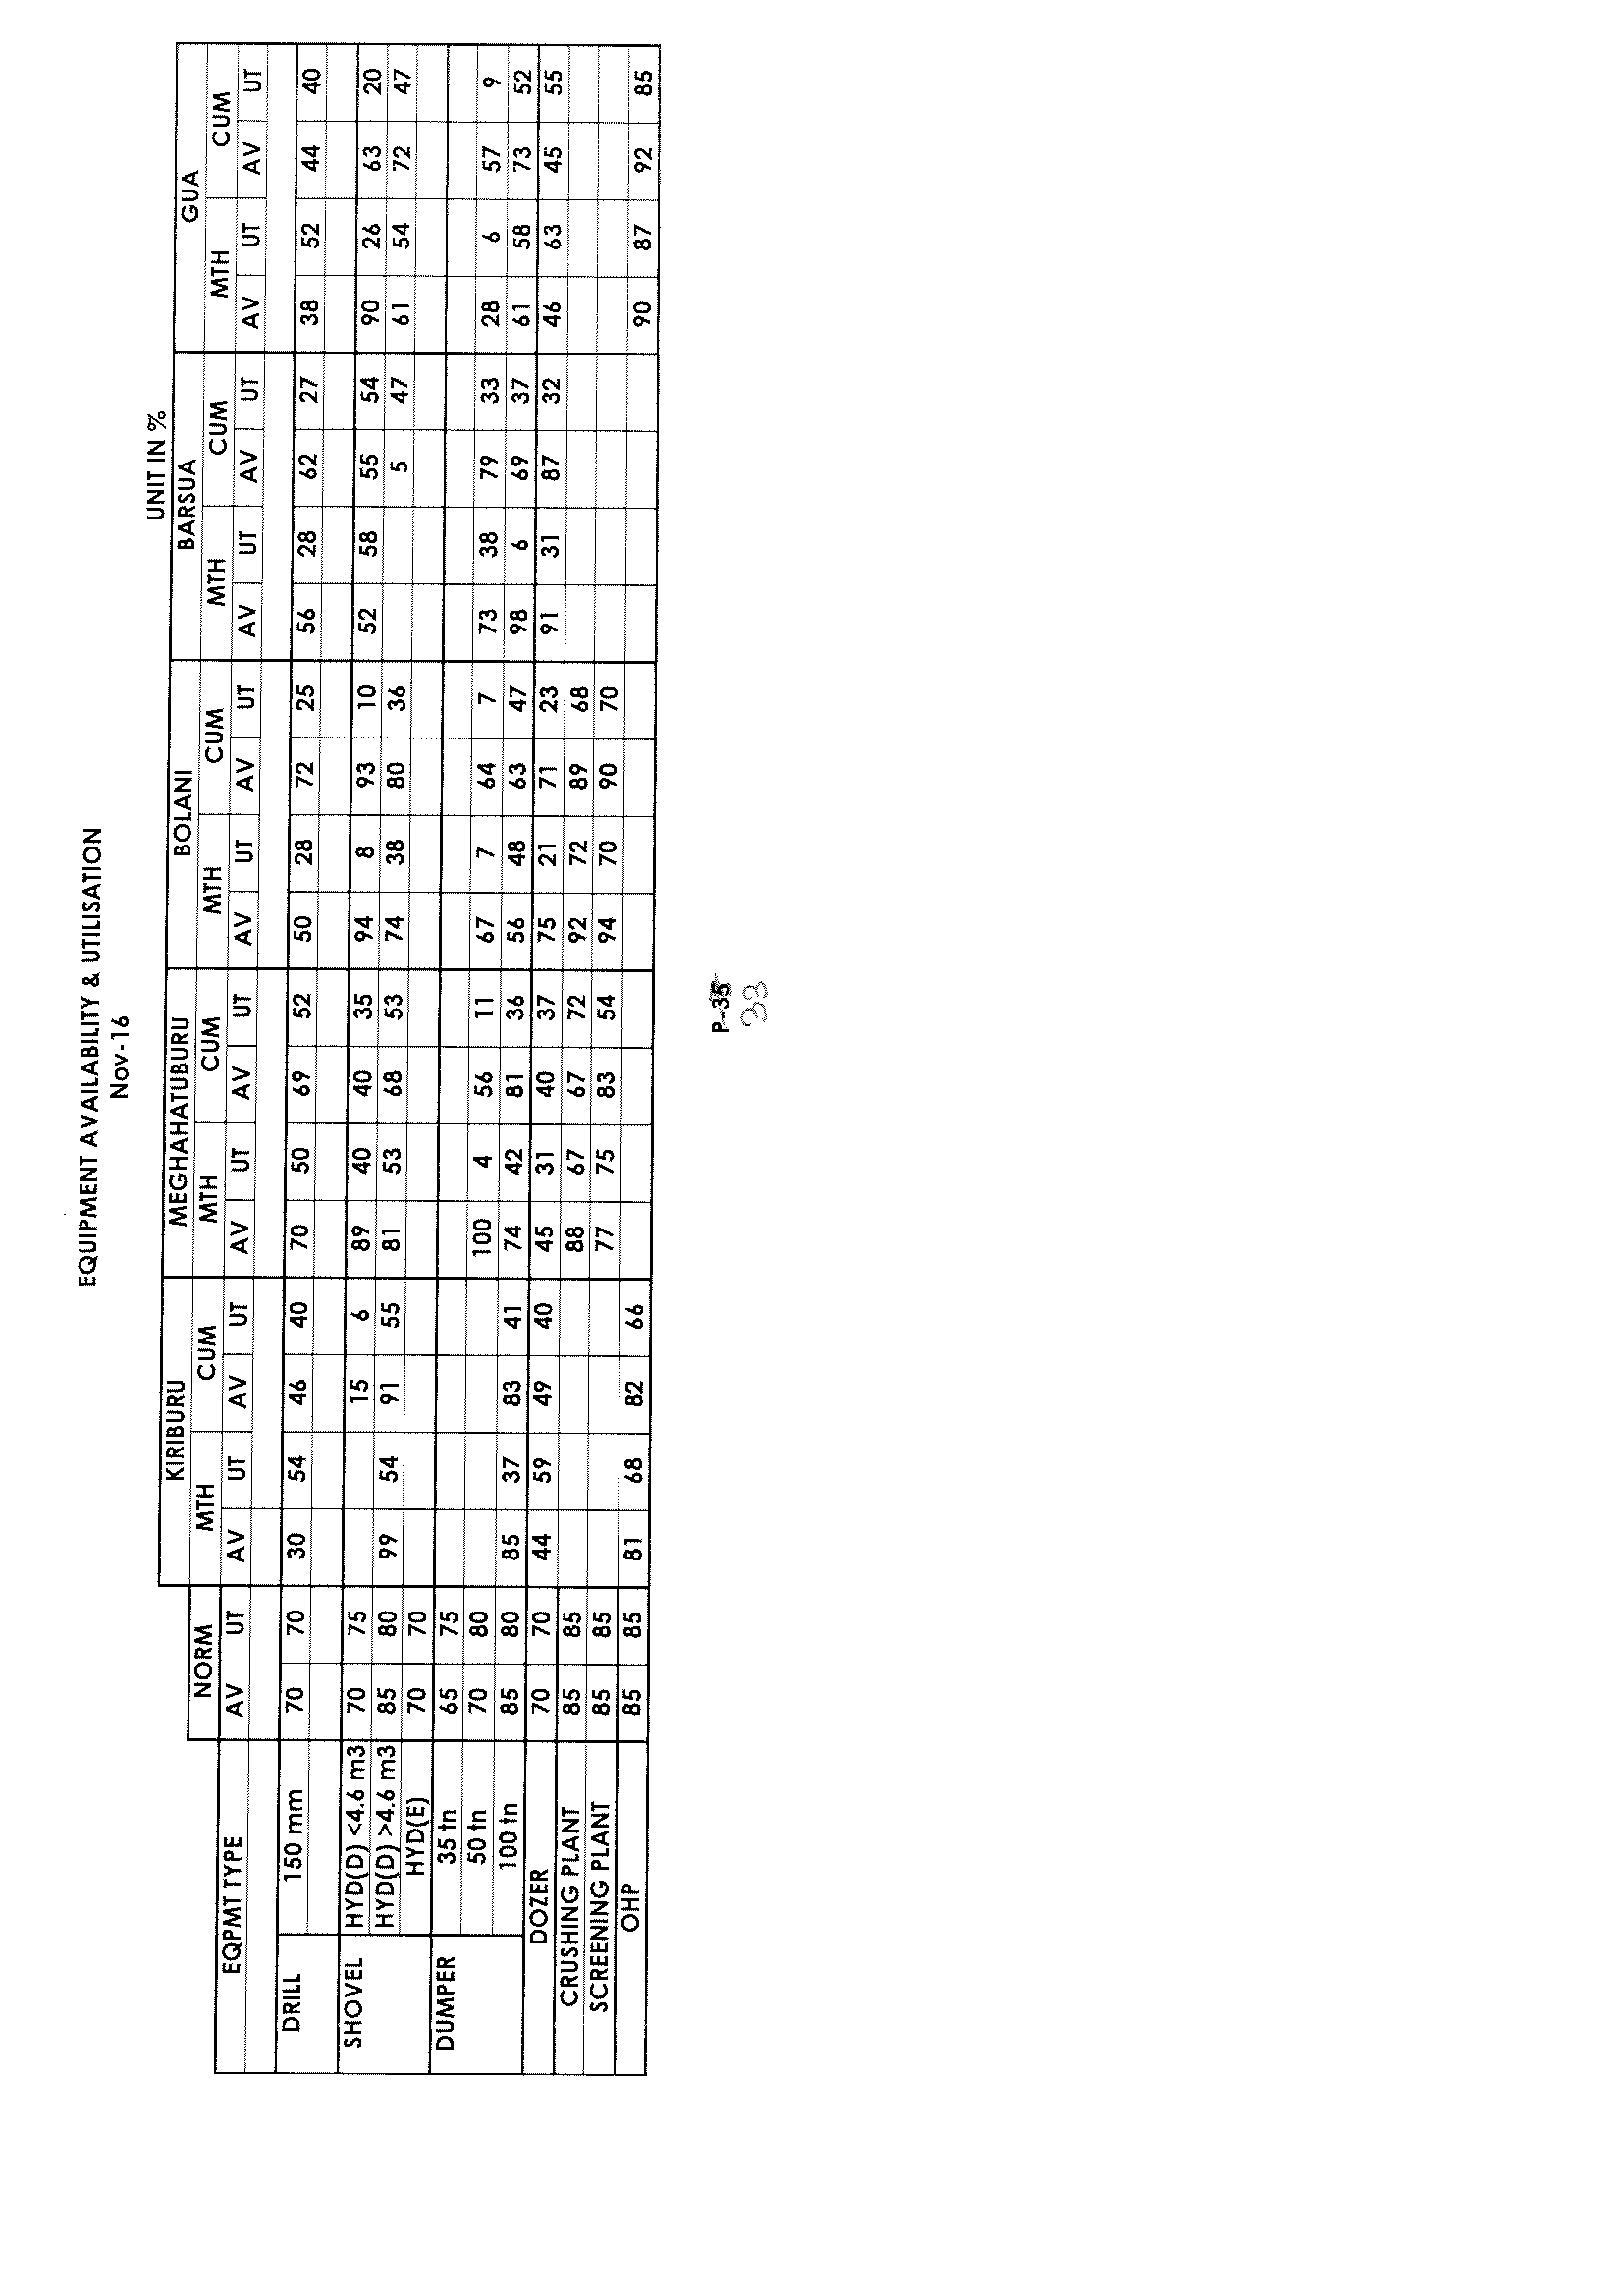 EQUIPMENT AVAILABILITY & UTILISATION
Nov-16
UNIT IN %
KIRIBURU MEGHAHATUBURU BOLANI BARSUA GUA
NORM MTH CUM MTH CUM MTH CUM MTH CUM MTH CUM
EQPMT TYPE AV UT AV UT AV UT AV UT AV UT AV UT AV UT AV UT AV UT AV UT AV UT
DRILL 150 mm 70 70 30 54 46 40 70 50 69 52 50 28 72 25 56 28 62 27 38 52 44 40
SHOVEL HYD(D) <4.6 m3 70 75 15 6 89 40 40 35 94 8 93 10 52 58 55 54 90 26 63 20
HYD(D) >4.6 m3 85 80 99 54 91 55 81 53 68 53 74 38 80 36 5 47 61 54 72 47
HYD(E) 70 70
DUMPER 35 tn 65 75
50 tn 70 80 100 4 56 11 67 7 64 7 73 38 79 33 28 6 57 9
100 tn 85 80 85 37 83 41 74 42 81 36 56 48 63 47 98 6 69 37 61 58 73 52
DOZER 70 70 44 59 49 40 45 31 40 37 75 21 71 23 91 31 87 32 46 63 45 55
CRUSHING PLANT 85 85 88 67 67 72 92 72 89 68
SCREENING PLANT 85 85 77 75 83 54 94 70 90 70
OHP 85 85 81 68 82 66 90 87 92 85
33